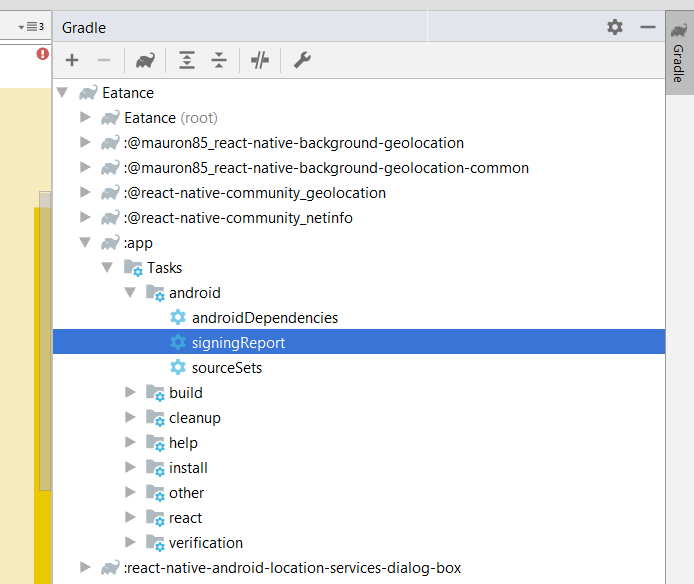 3
Gradle
Gradle
Eatance
Eatance (root)
:@mauron85_react-native-background-geolocation
:@mauron85_react-native-background-geolocation-common
:@react-native-community_geolocation
:@react-native-community_netinfo
:app
Tasks
android
androidDependencies
signingReport
sourceSets
build
cleanup
help
install
other
react
verification
:react-native-android-location-services-dialog-box